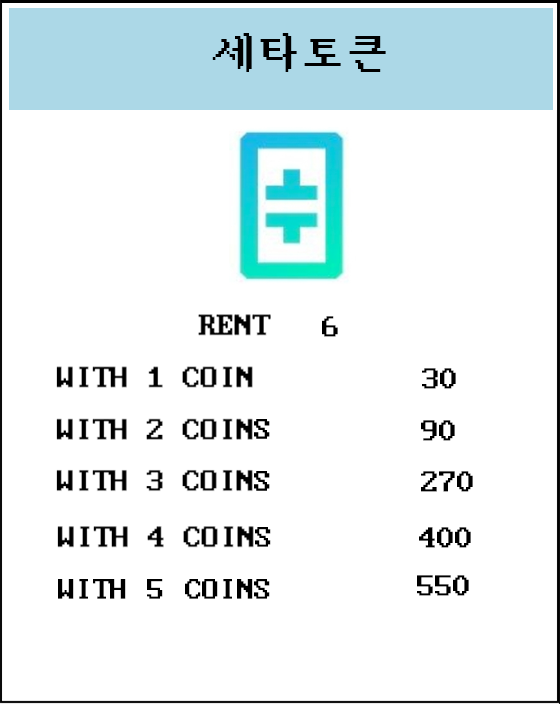 세타토큰
RENT 6
WITH 1 COIN 30
WITH 2 COINS 90
WITH 3 COINS 270
WITH 4 COINS 400
WITH 5 COINS 550